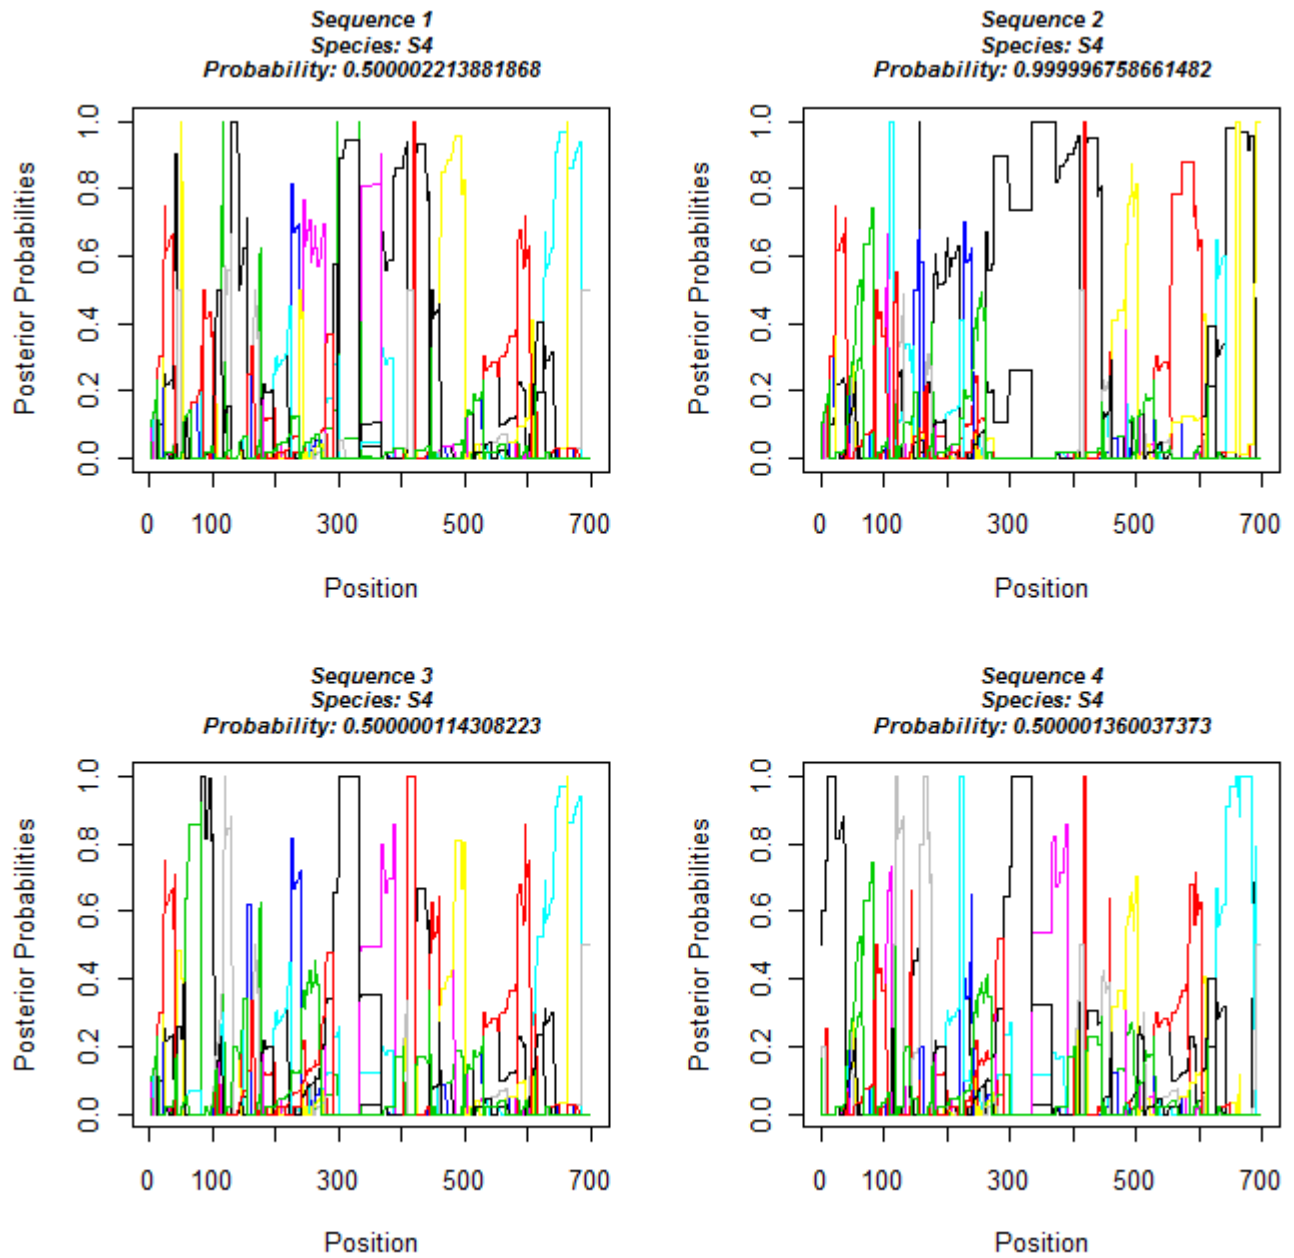 Sequence 1
Species: S4
Probability: 0.500002213881868
Posterior Probabilities
0.0 0.2 0.4 0.6 0.8 1.0
0 100 300 500 700
Position
Sequence 2
Species: S4
Probability: 0.999996758661482
Posterior Probabilities
0.0 0.2 0.4 0.6 0.8 1.0
0 100 300 500 700
Position
Sequence 3
Species: S4
Probability: 0.500000114308223
Posterior Probabilities
0.0 0.2 0.4 0.6 0.8 1.0
0 100 300 500 700
Position
Sequence 4
Species: S4
Probability: 0.500001360037373
Posterior Probabilities
0.0 0.2 0.4 0.6 0.8 1.0
0 100 300 500 700
Position